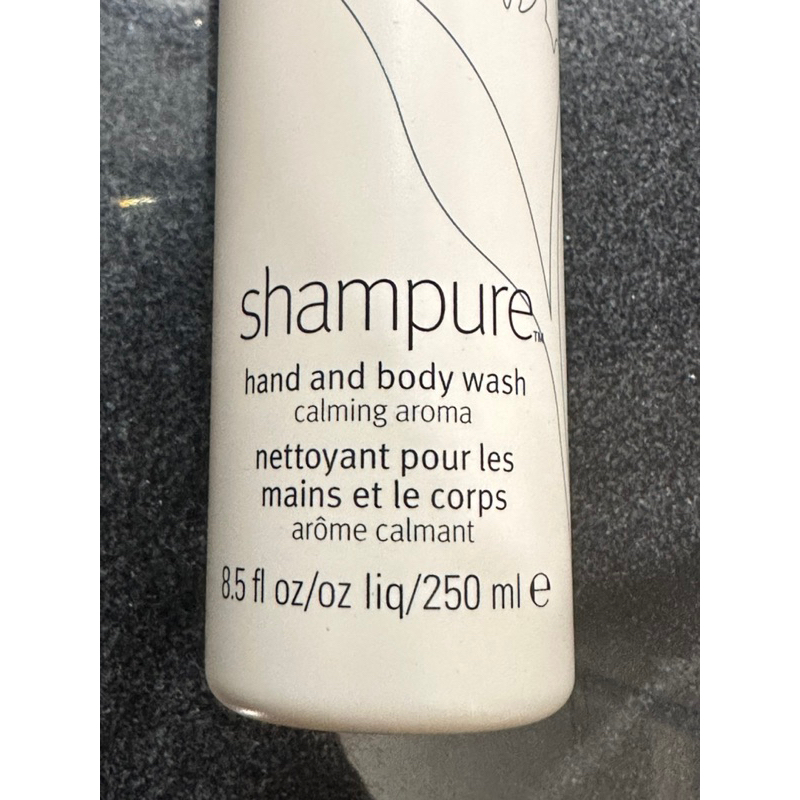 shampure™
hand and body wash
calming aroma
nettoyant pour les
mains et le corps
arôme calmant
8.5 fl oz/oz liq/250 ml ℮